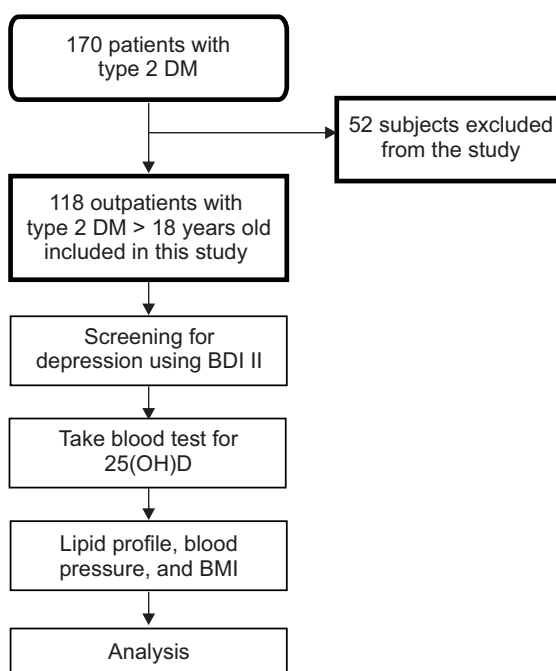 170 patients with
type 2 DM
52 subjects excluded
from the study
118 outpatients with
type 2 DM > 18 years old
included in this study
Screening for
depression using BDI II
Take blood test for
25(OH)D
Lipid profile, blood
pressure, and BMI
Analysis